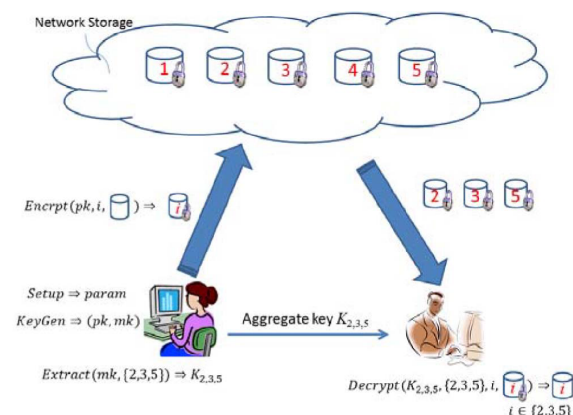 Network Storage
1 2 3 4 5
Encrpt(pk, i, ) ⇒ i
2 3 5
Setup ⇒ param
KeyGen ⇒ (pk, mk)
Aggregate key K₂,₃,₅
Extract(mk, {2,3,5}) ⇒ K₂.₃.₅
Decrypt(K₂,₃,₅, {2,3,5}, i, i ) ⇒ i
i ∈ {2,3,5}